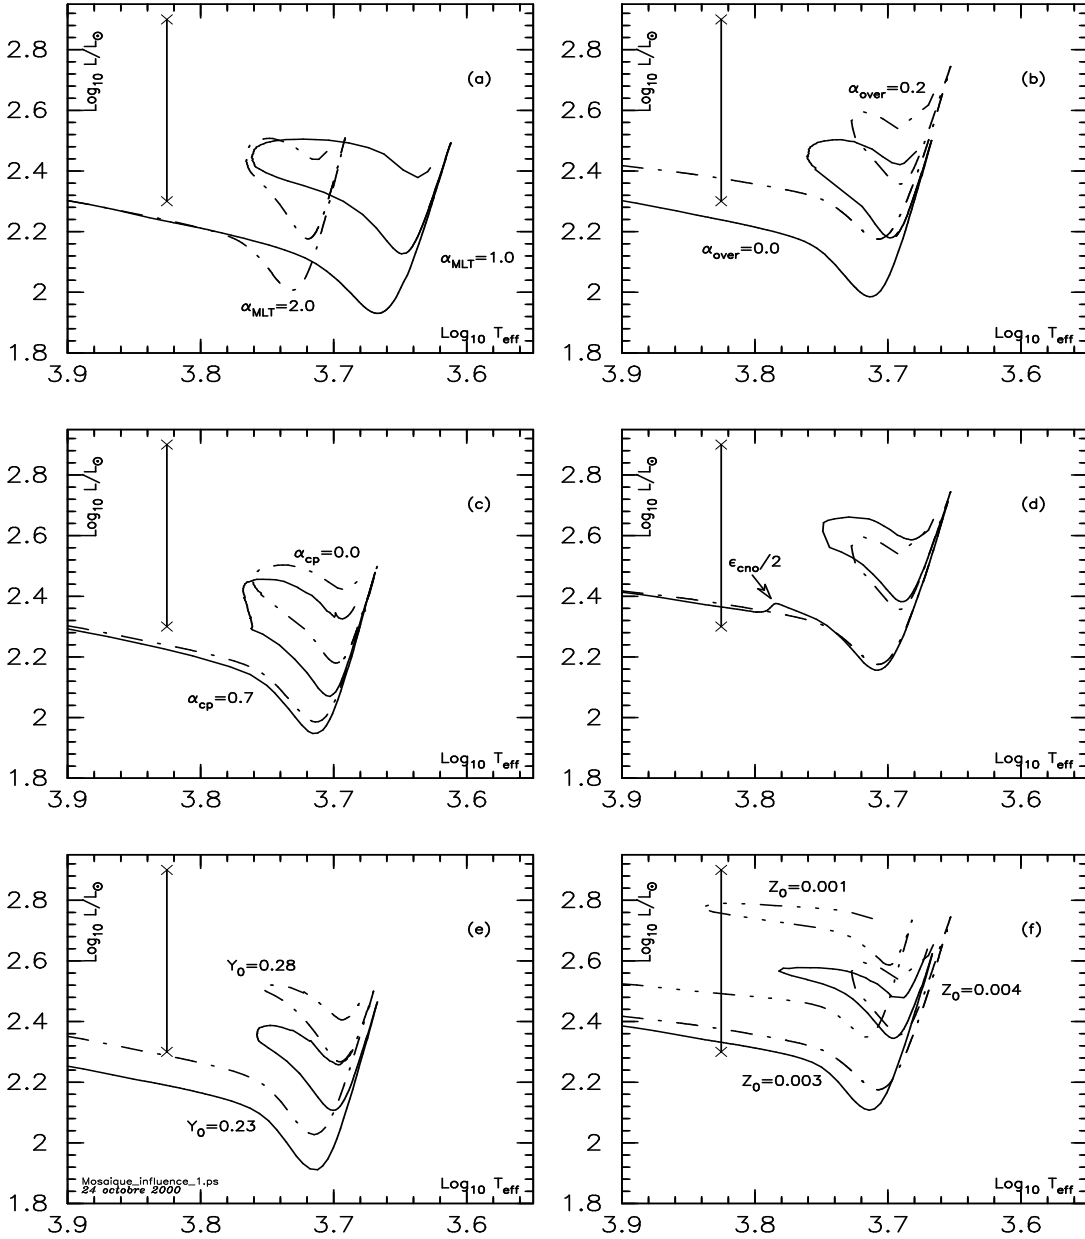 2.8
2.6
2.4
2.2
2
1.8
Log10 L/L⊙
(a)
αMLT=1.0
αMLT=2.0
Log10 Teff
3.9 3.8 3.7 3.6
2.8
2.6
2.4
2.2
2
1.8
Log10 L/L⊙
αover=0.2
(b)
αover=0.0
Log10 Teff
3.9 3.8 3.7 3.6
2.8
2.6
2.4
2.2
2
1.8
Log10 L/L⊙
(c)
αcp=0.0
αcp=0.7
Log10 Teff
3.9 3.8 3.7 3.6
2.8
2.6
2.4
2.2
2
1.8
Log10 L/L⊙
(d)
εcno/2
Log10 Teff
3.9 3.8 3.7 3.6
2.8
2.6
2.4
2.2
2
1.8
Log10 L/L⊙
(e)
Y0=0.28
Y0=0.23
Mosaique_influence_1.ps
24 octobre 2000
Log10 Teff
3.9 3.8 3.7 3.6
2.8
2.6
2.4
2.2
2
1.8
Log10 L/L⊙
Z0=0.001
(f)
Z0=0.004
Z0=0.003
Log10 Teff
3.9 3.8 3.7 3.6